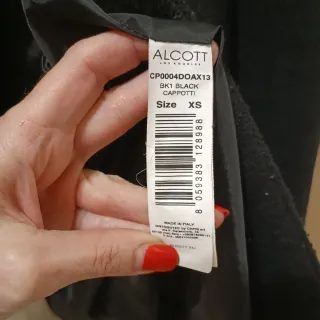 ALCOTT
LOS ANGELES
CP0004DOAX13
BK1 BLACK
CAPPOTTI
Size XS
8 059383 128988
MADE IN ITALY